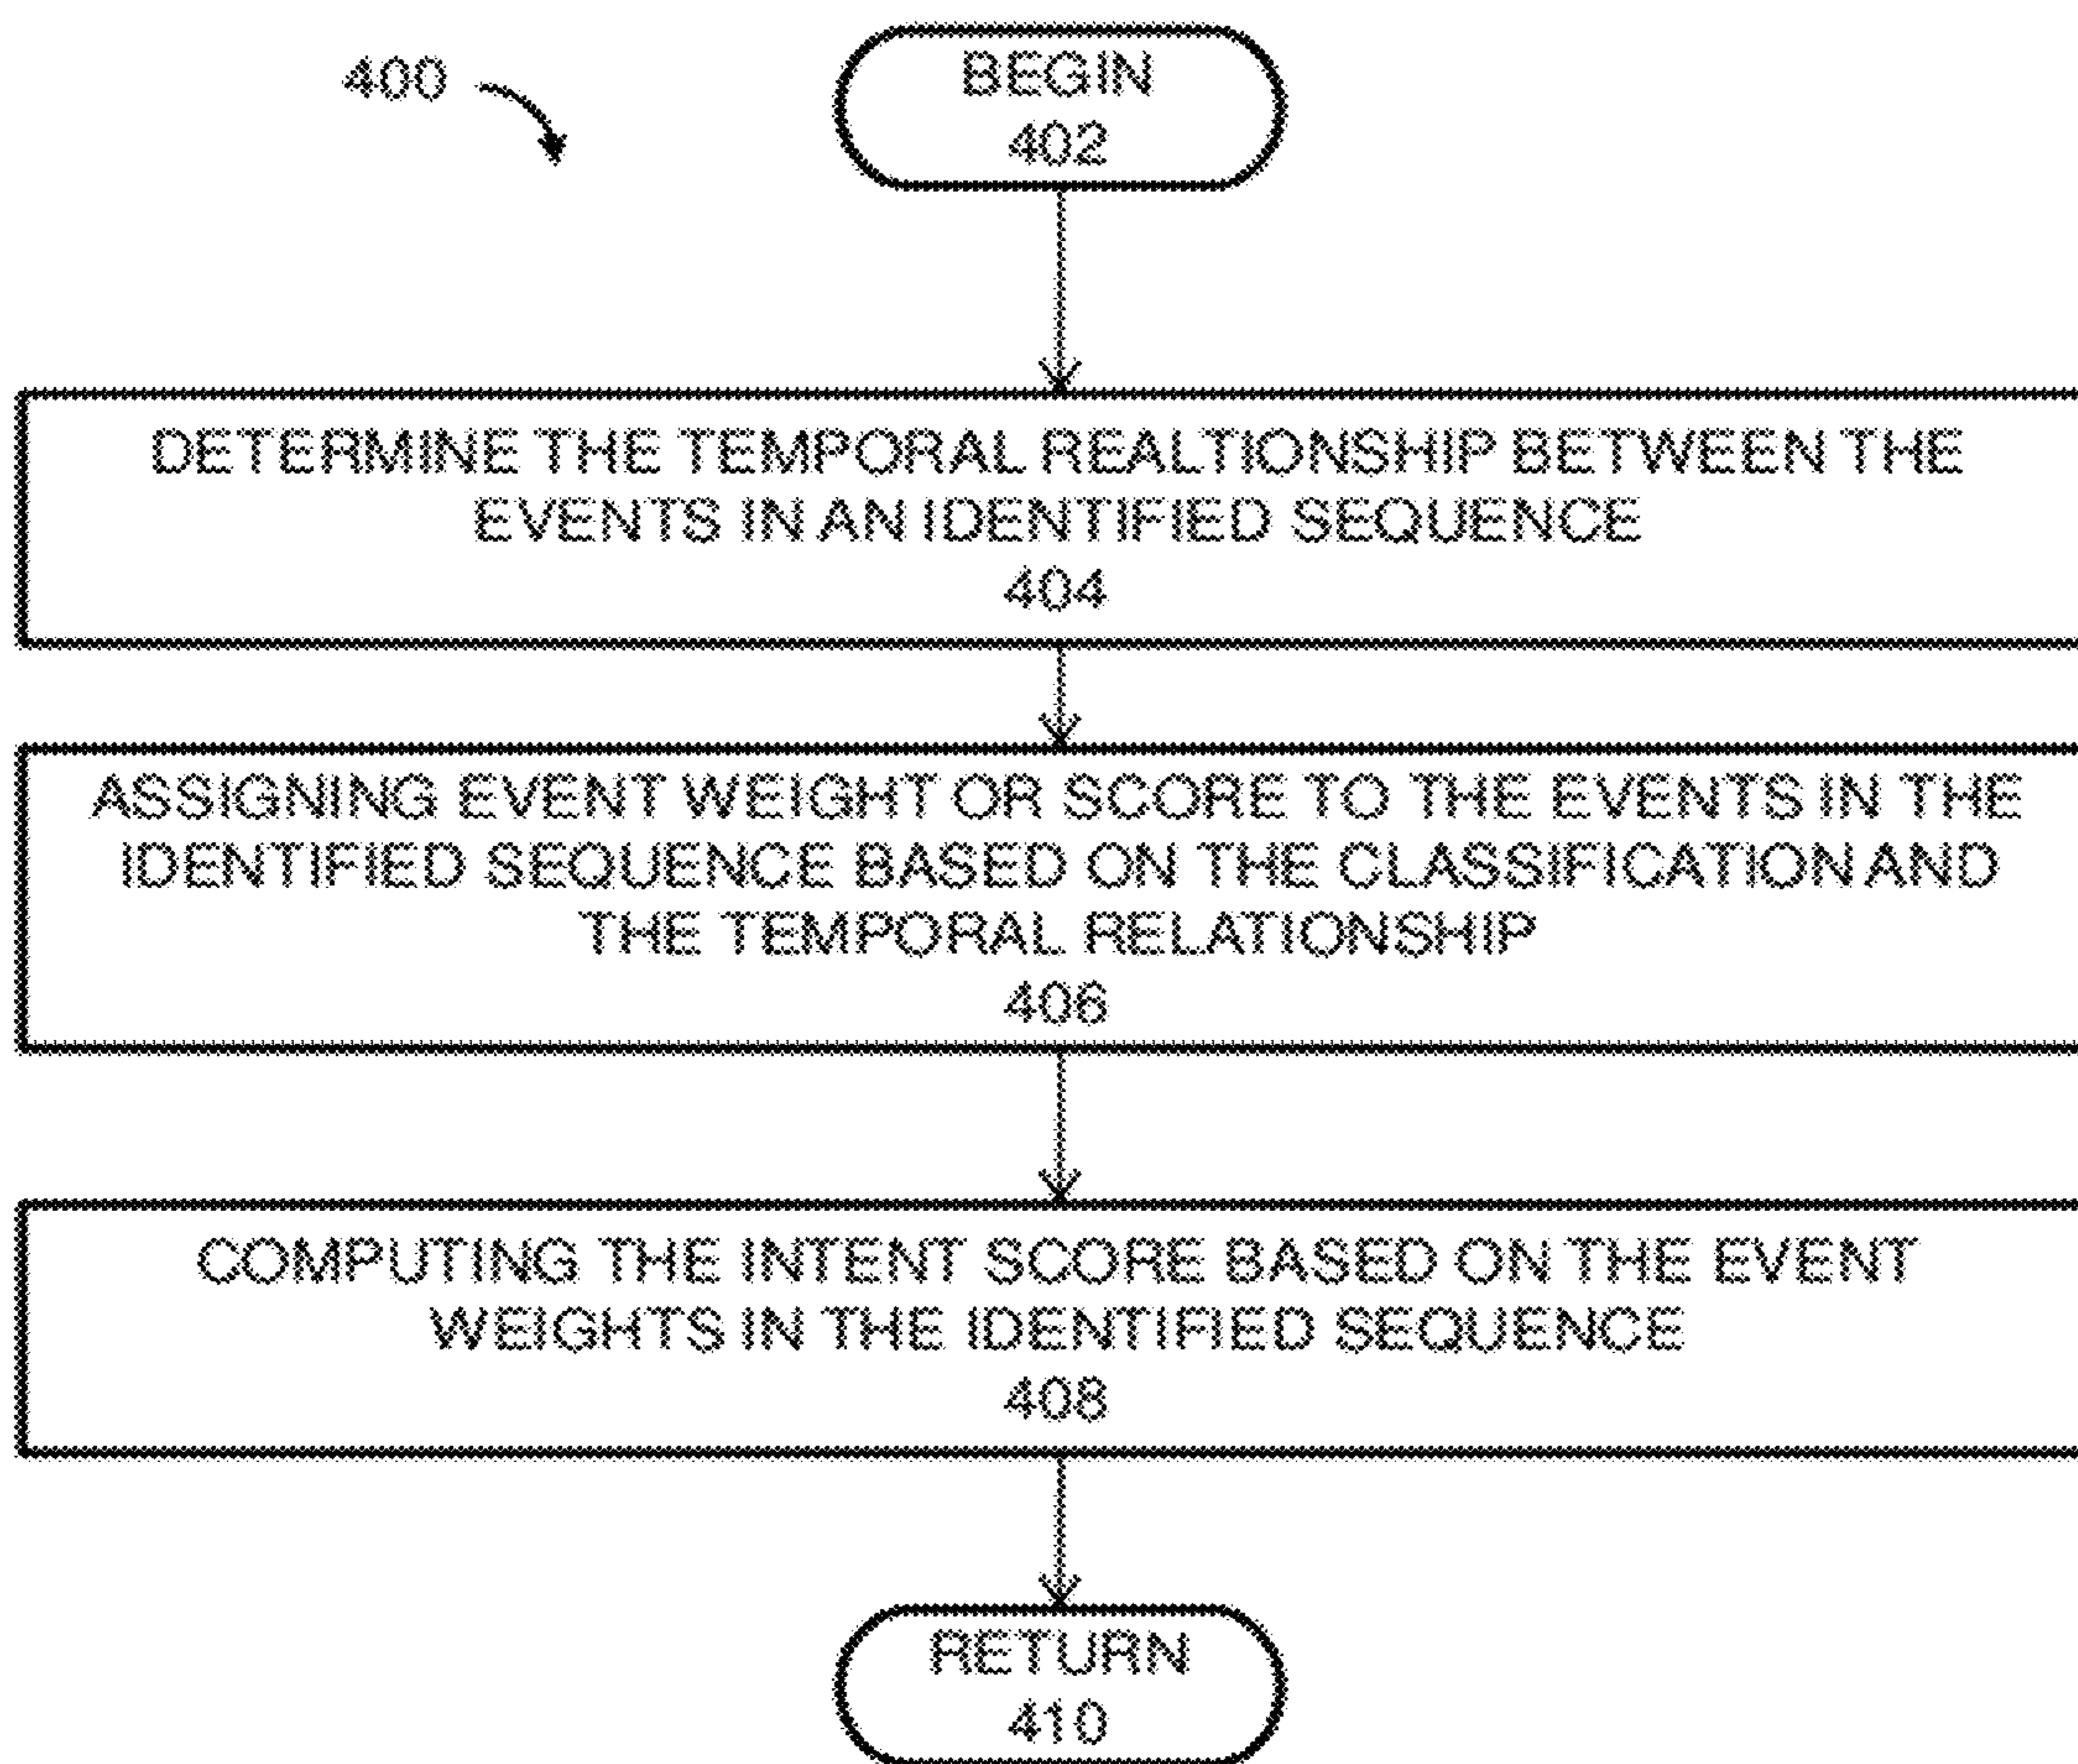 400
BEGIN
402
DETERMINE THE TEMPORAL REALTIONSHIP BETWEEN THE
EVENTS IN AN IDENTIFIED SEQUENCE
404
ASSIGNING EVENT WEIGHT OR SCORE TO THE EVENTS IN THE
IDENTIFIED SEQUENCE BASED ON THE CLASSIFICATION AND
THE TEMPORAL RELATIONSHIP
406
COMPUTING THE INTENT SCORE BASED ON THE EVENT
WEIGHTS IN THE IDENTIFIED SEQUENCE
408
RETURN
410